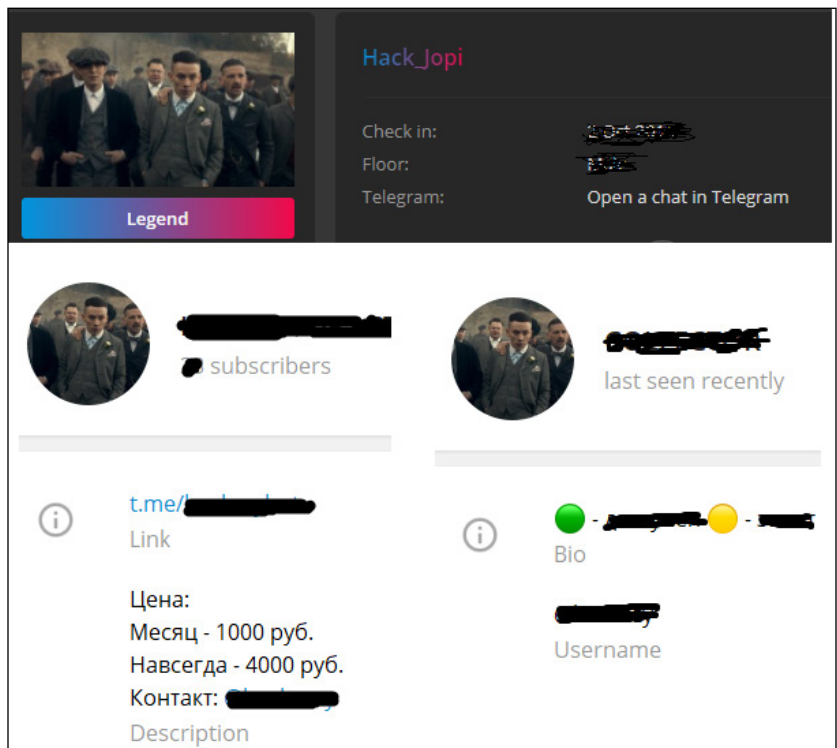 Hack_Jopi
Check in:
Floor:
Telegram: Open a chat in Telegram
Legend
subscribers
last seen recently
t.me/
Link
Цена:
Месяц - 1000 руб.
Навсегда - 4000 руб.
Контакт:
Description
- -
Bio
Username